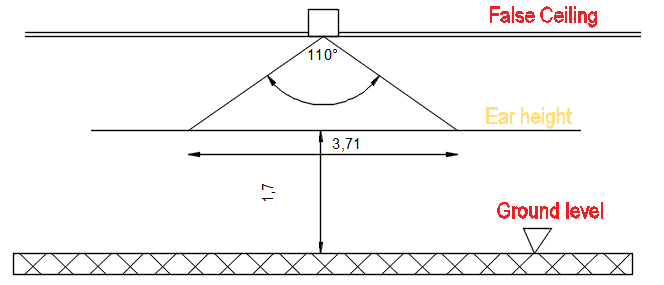 False Ceiling
110°
Ear height
3,71
1,7
Ground level